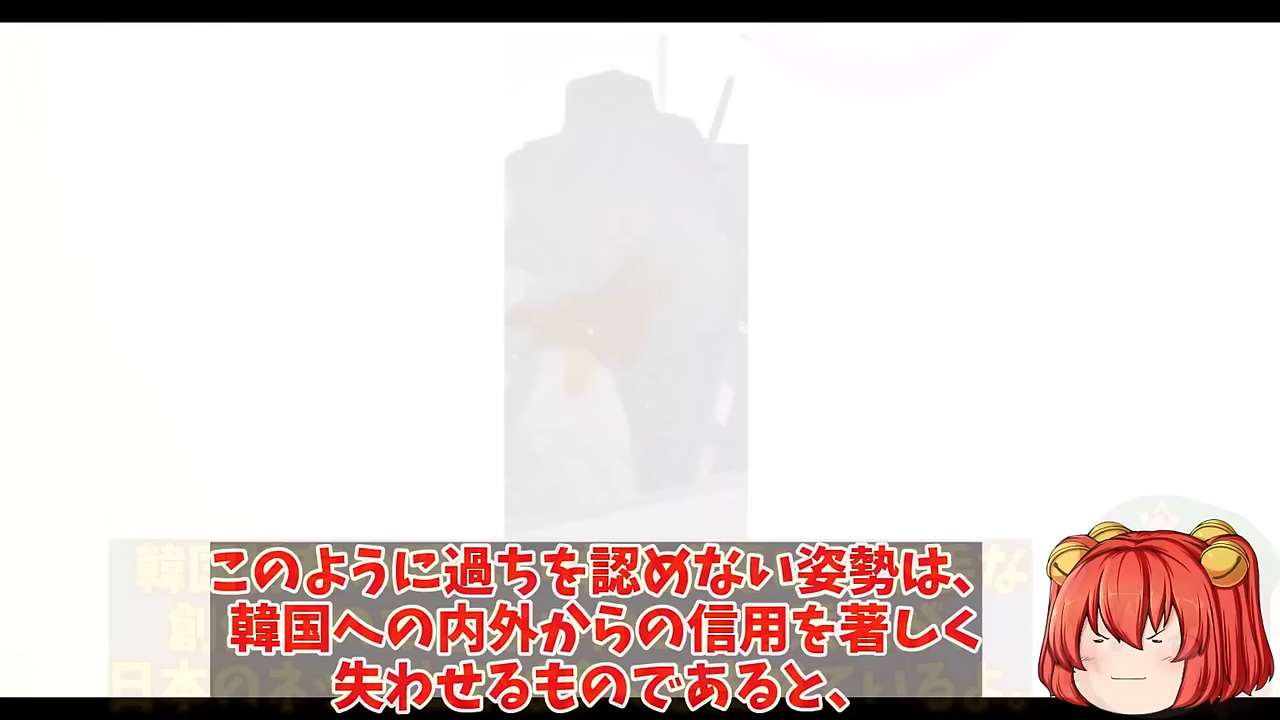 このように過ちを認めない姿勢は、
韓国への内外からの信用を著しく
失わせるものであると、